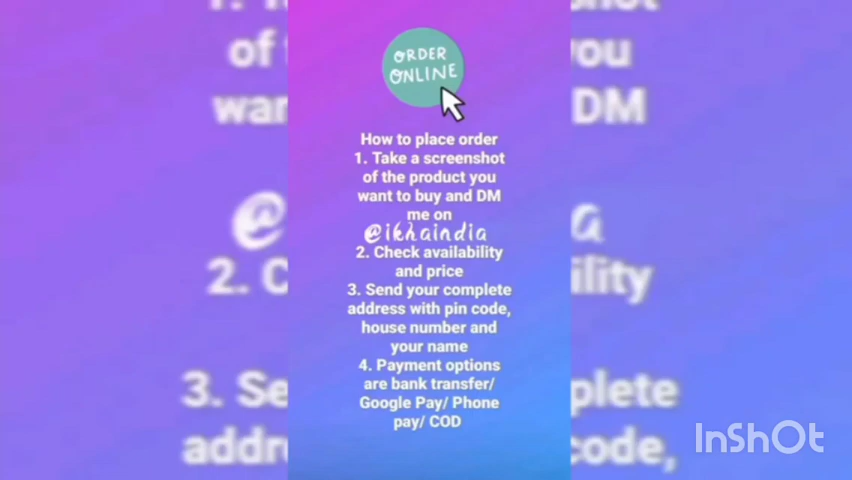 ORDER
ONLINE
How to place order
1. Take a screenshot
of the product you
want to buy and DM
me on
@ikhaindia
2. Check availability
and price
3. Send your complete
address with pin code,
house number and
your name
4. Payment options
are bank transfer/
Google Pay/ Phone
pay/ COD
InShOt